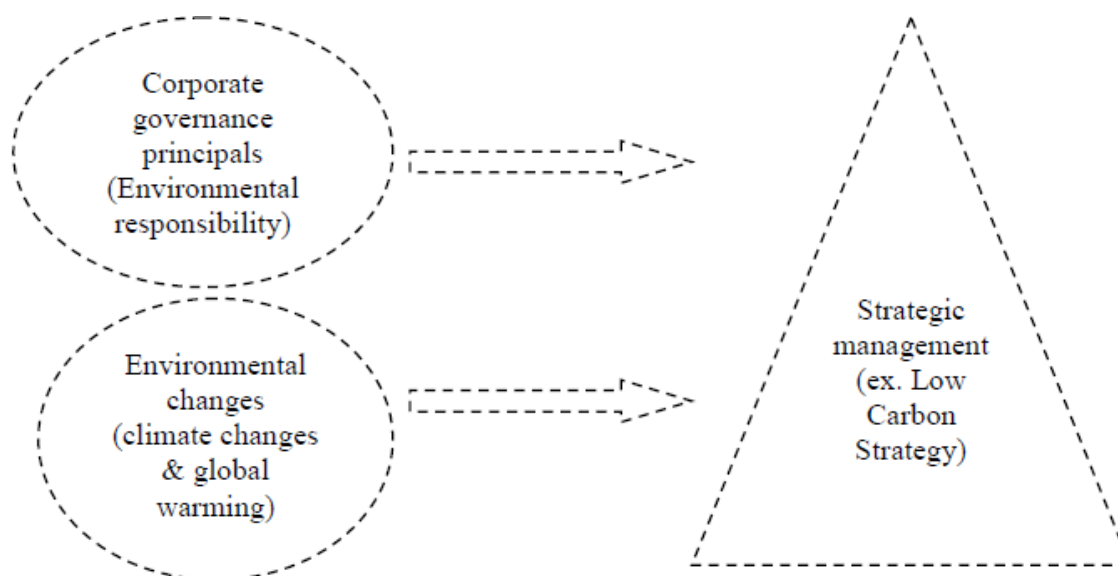 Corporate
governance
principals
(Environmental
responsibility)
Environmental
changes
(climate changes
& global
warming)
Strategic
management
(ex. Low
Carbon
Strategy)